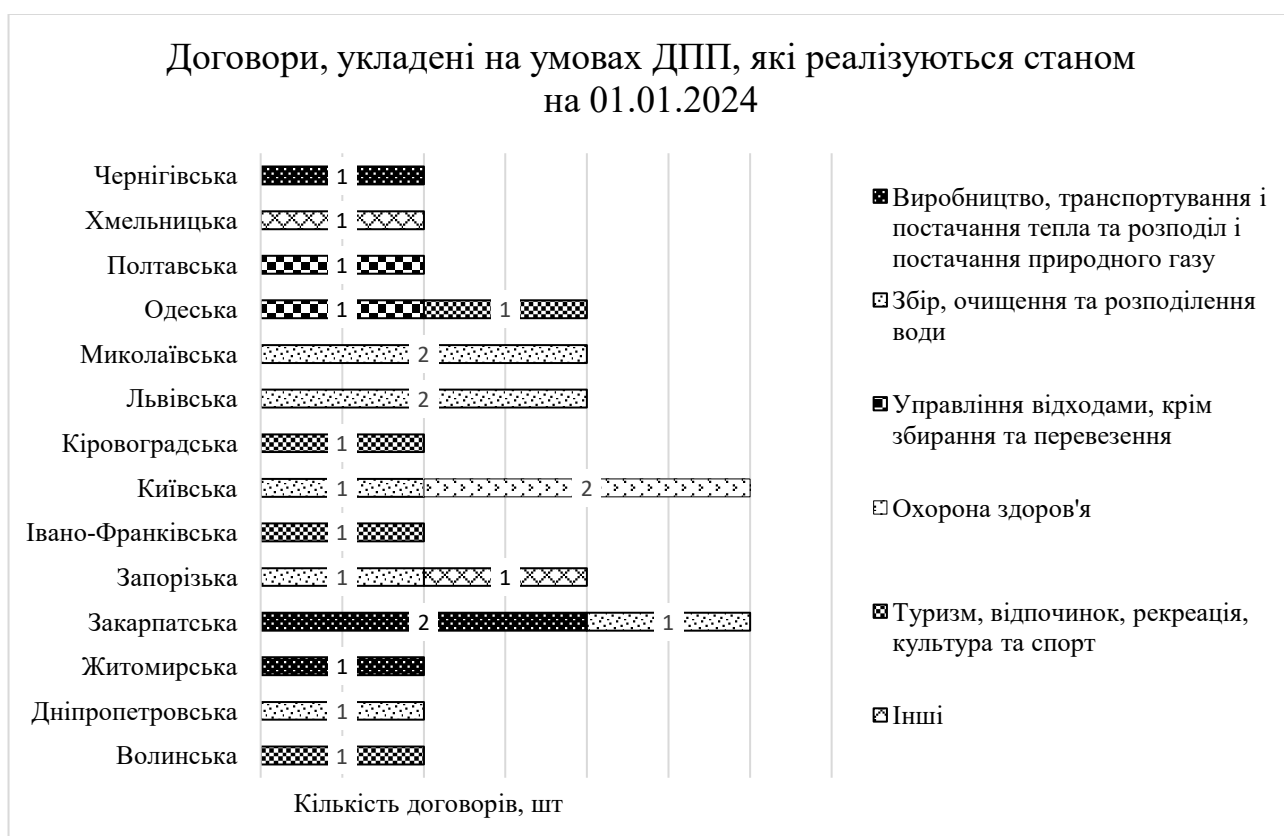 Договори, укладені на умовах ДПП, які реалізуються станом
на 01.01.2024
Чернігівська 1
Хмельницька 1
Полтавська 1
Одеська 1 1
Миколаївська 2
Львівська 2
Кіровоградська 1
Київська 1 2
Івано-Франківська 1
Запорізька 1 1
Закарпатська 2 1
Житомирська 1
Дніпропетровська 1
Волинська 1
Кількість договорів, шт
Виробництво, транспортування і
постачання тепла та розподіл і
постачання природного газу
Збір, очищення та розподілення
води
Управління відходами, крім
збирання та перевезення
Охорона здоров'я
Туризм, відпочинок, рекреація,
культура та спорт
Інші